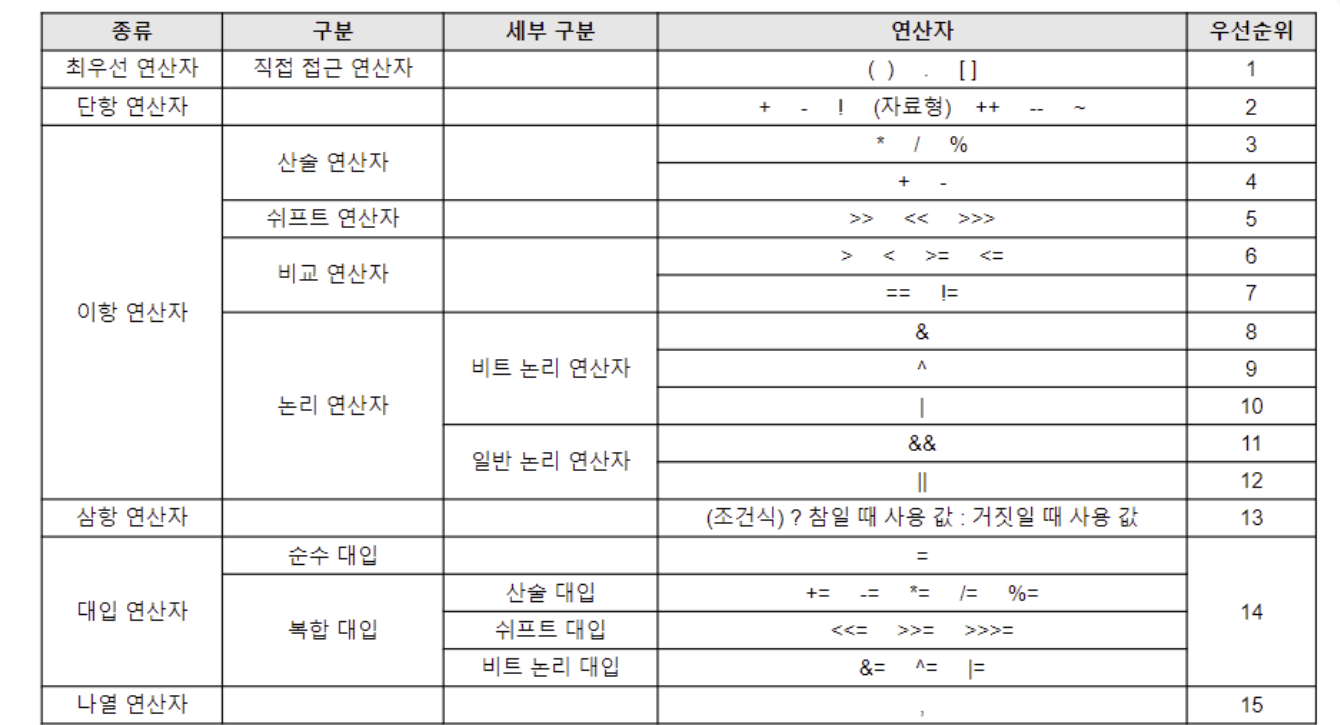 종류 구분 세부 구분 연산자 우선순위
최우선 연산자 직접 접근 연산자 ( ) . [ ] 1
단항 연산자 + - ! (자료형) ++ -- ~ 2
이항 연산자 산술 연산자 * / % 3
+ - 4
쉬프트 연산자 >> << >>> 5
비교 연산자 > < >= <= 6
== != 7
논리 연산자 비트 논리 연산자 & 8
^ 9
| 10
일반 논리 연산자 && 11
|| 12
삼항 연산자 (조건식) ? 참일 때 사용 값 : 거짓일 때 사용 값 13
대입 연산자 순수 대입 = 14
복합 대입 산술 대입 += -= *= /= %=
쉬프트 대입 <<= >>= >>>=
비트 논리 대입 &= ^= |=
나열 연산자 , 15